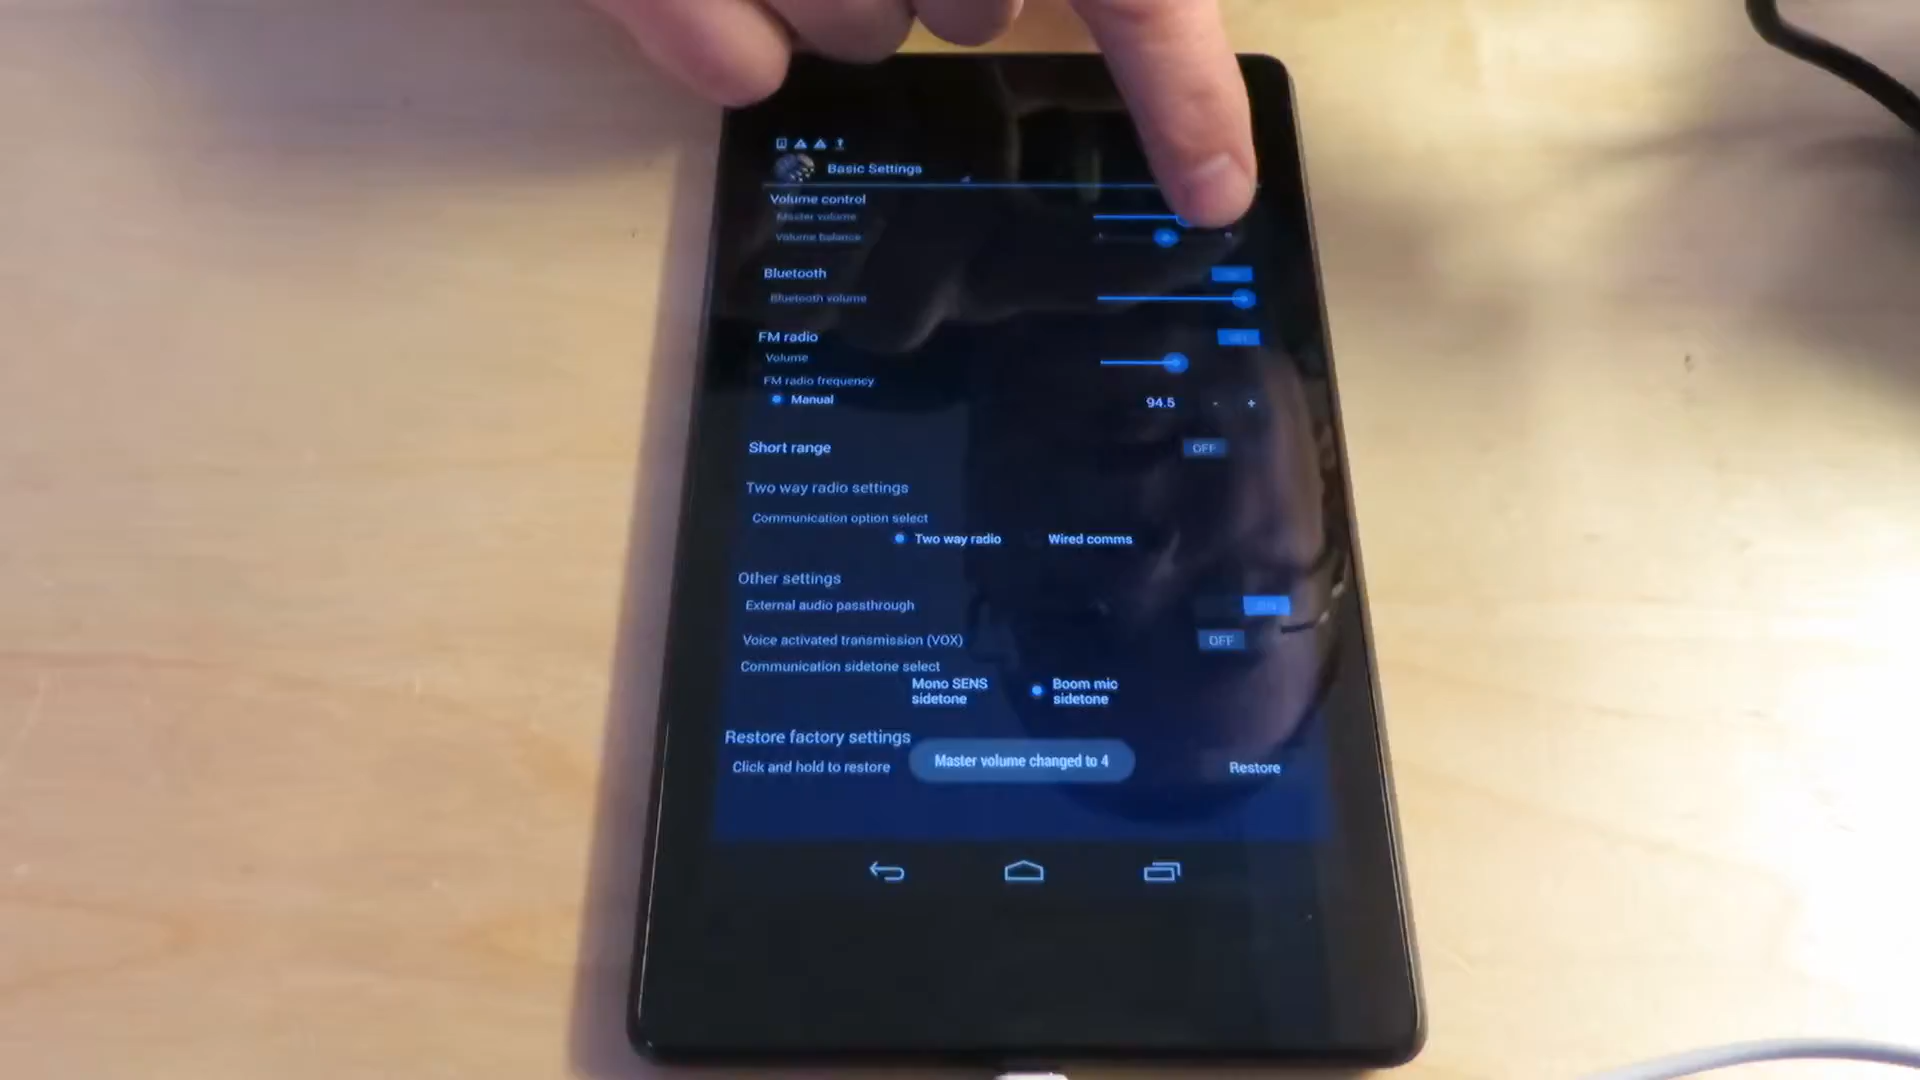 Basic Settings
Volume control
Master volume
Volume balance
Bluetooth
Bluetooth volume
FM radio
Volume
FM radio frequency
Manual 94.5 - +
Short range OFF
Two way radio settings
Communication option select
Two way radio Wired comms
Other settings
External audio passthrough ON
Voice activated transmission (VOX) OFF
Communication sidetone select
Mono SENS Boom mic
sidetone sidetone
Restore factory settings
Master volume changed to 4
Click and hold to restore Restore